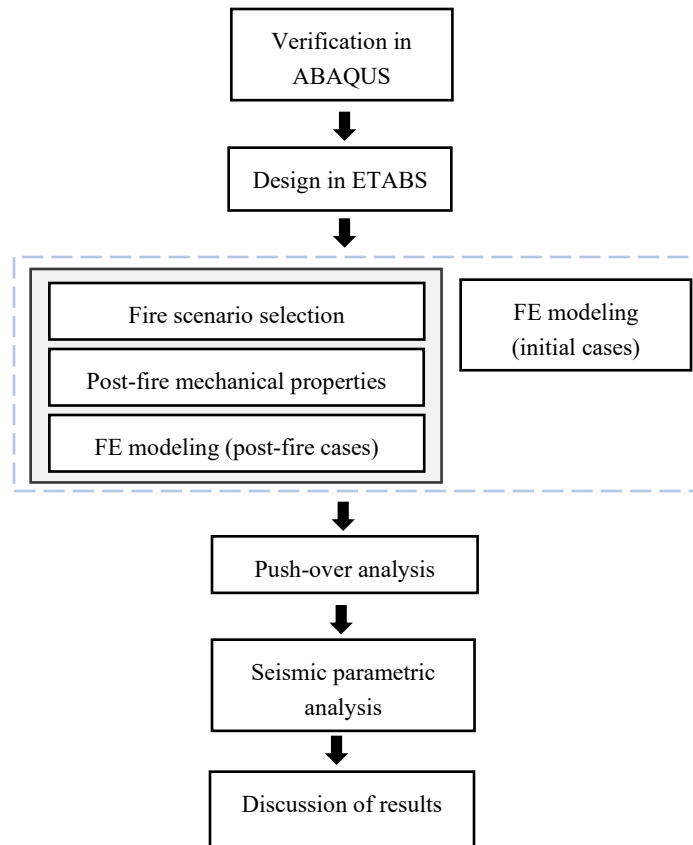 Verification in
ABAQUS
Design in ETABS
Fire scenario selection
Post-fire mechanical properties
FE modeling (post-fire cases)
FE modeling
(initial cases)
Push-over analysis
Seismic parametric
analysis
Discussion of results